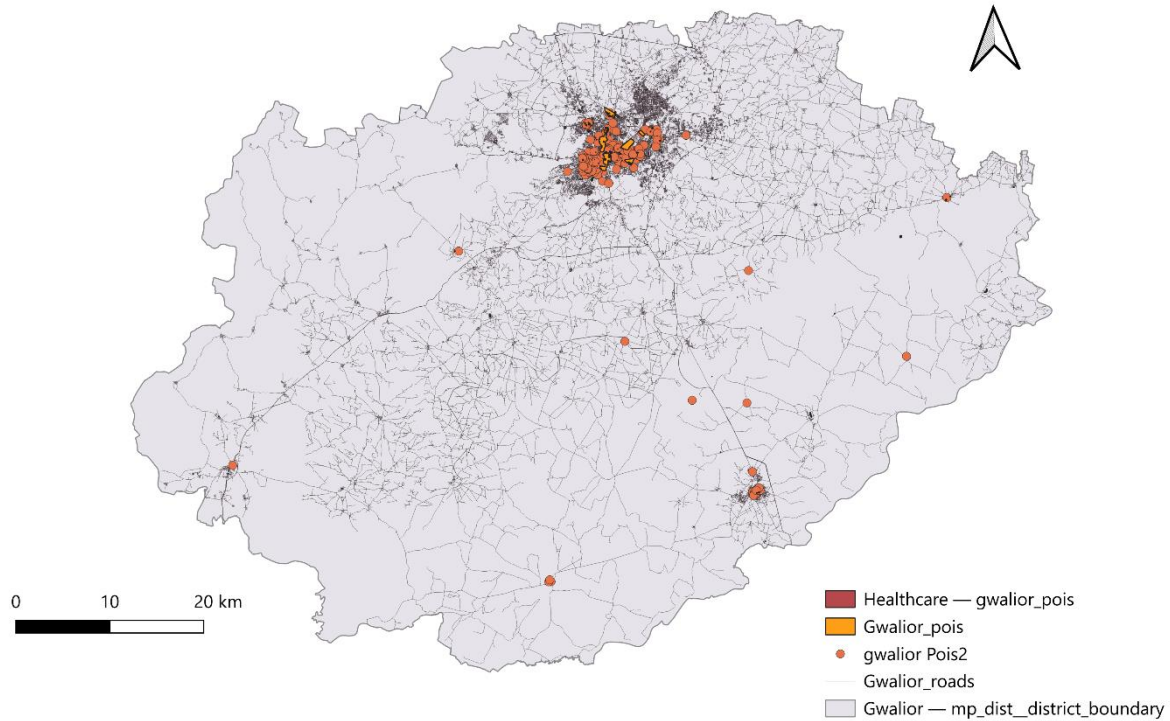 0 10 20 km
Healthcare — gwalior_pois
Gwalior_pois
gwalior Pois2
Gwalior_roads
Gwalior — mp_dist__district_boundary